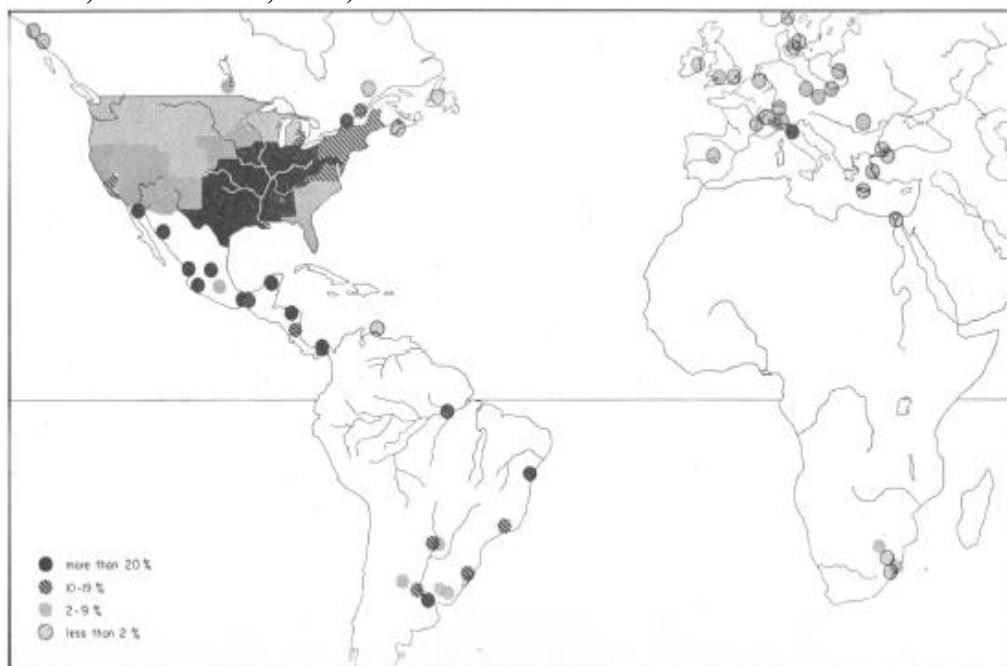 more than 20 %
10-19 %
2-9 %
less than 2 %